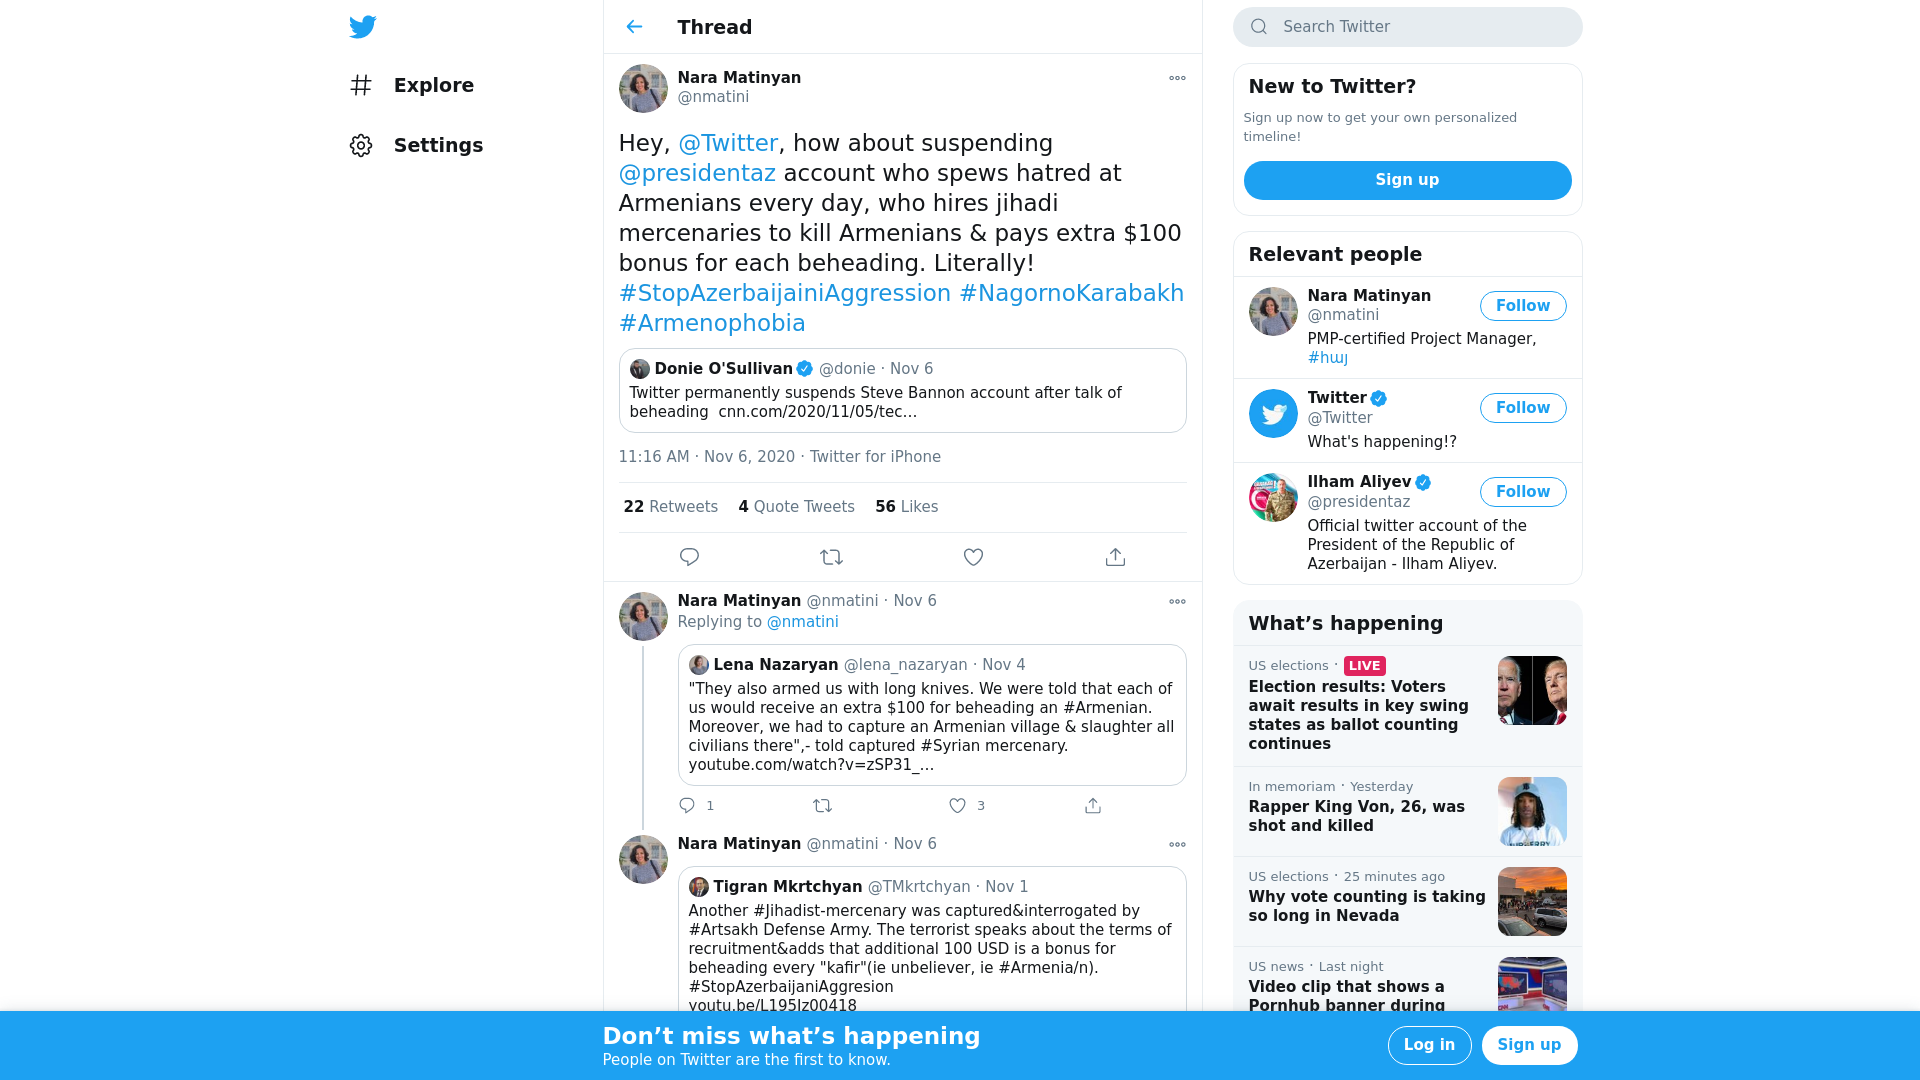 Explore
Settings
Thread
Nara Matinyan
@nmatini
Hey, @Twitter, how about suspending
@presidentaz account who spews hatred at
Armenians every day, who hires jihadi
mercenaries to kill Armenians & pays extra $100
bonus for each beheading. Literally!
#StopAzerbaijainiAggression #NagornoKarabakh
#Armenophobia
Donie O'Sullivan @donie · Nov 6
Twitter permanently suspends Steve Bannon account after talk of
beheading cnn.com/2020/11/05/tec…
11:16 AM · Nov 6, 2020 · Twitter for iPhone
22 Retweets 4 Quote Tweets 56 Likes
Nara Matinyan @nmatini · Nov 6
Replying to @nmatini
Lena Nazaryan @lena_nazaryan · Nov 4
"They also armed us with long knives. We were told that each of
us would receive an extra $100 for beheading an #Armenian.
Moreover, we had to capture an Armenian village & slaughter all
civilians there",- told captured #Syrian mercenary.
youtube.com/watch?v=zSP31_…
1 3
Nara Matinyan @nmatini · Nov 6
Tigran Mkrtchyan @TMkrtchyan · Nov 1
Another #Jihadist-mercenary was captured&interrogated by
#Artsakh Defense Army. The terrorist speaks about the terms of
recruitment&adds that additional 100 USD is a bonus for
beheading every "kafir"(ie unbeliever, ie #Armenia/n).
#StopAzerbaijaniAggresion
youtu.be/L195Jz00418
Search Twitter
New to Twitter?
Sign up now to get your own personalized
timeline!
Sign up
Relevant people
Nara Matinyan
@nmatini
Follow
PMP-certified Project Manager,
#հայ
Twitter
@Twitter
Follow
What's happening!?
Ilham Aliyev
@presidentaz
Follow
Official twitter account of the
President of the Republic of
Azerbaijan - Ilham Aliyev.
What’s happening
US elections · LIVE
Election results: Voters
await results in key swing
states as ballot counting
continues
In memoriam · Yesterday
Rapper King Von, 26, was
shot and killed
US elections · 25 minutes ago
Why vote counting is taking
so long in Nevada
US news · Last night
Video clip that shows a
Pornhub banner during
Don’t miss what’s happening
People on Twitter are the first to know.
Log in
Sign up